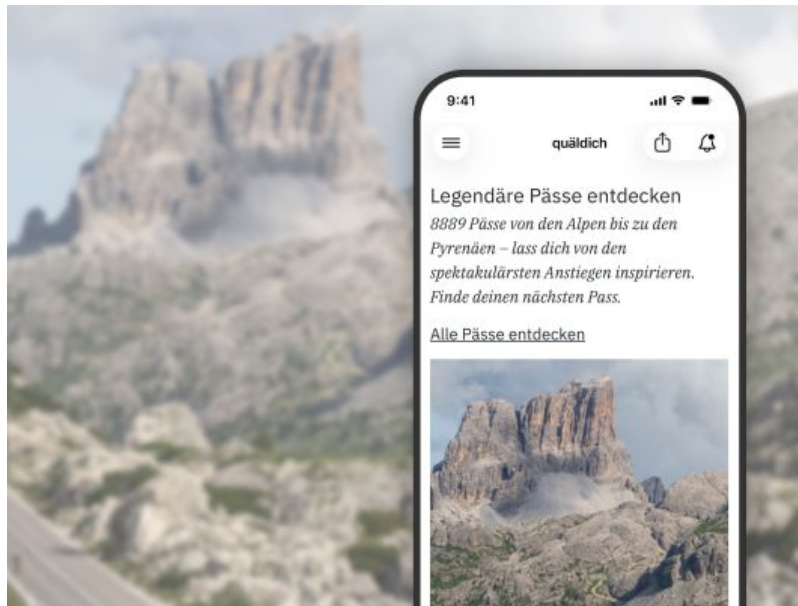 9:41
quäldich
Legendäre Pässe entdecken
8889 Pässe von den Alpen bis zu den
Pyrenäen – lass dich von den
spektakulärsten Anstiegen inspirieren.
Finde deinen nächsten Pass.
Alle Pässe entdecken